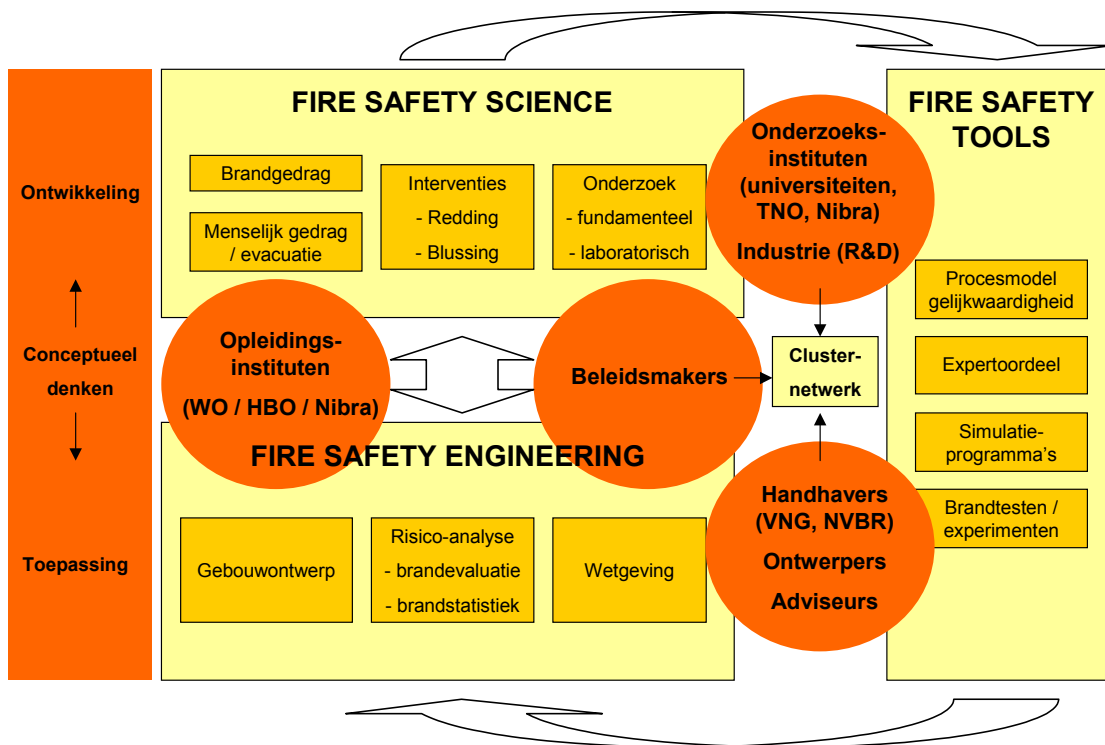 Ontwikkeling
Conceptueel
denken
Toepassing
FIRE SAFETY SCIENCE
Brandgedrag
Menselijk gedrag
/ evacuatie
Interventies
- Redding
- Blussing
Onderzoek
- fundamenteel
- laboratorisch
Onderzoeks-
instituten
(universiteiten,
TNO, Nibra)
Industrie (R&D)
FIRE SAFETY
TOOLS
Procesmodel
gelijkwaardigheid
Expertoordeel
Simulatie-
programma's
Brandtesten /
experimenten
Opleidings-
instituten
(WO / HBO / Nibra)
Beleidsmakers
Cluster-
netwerk
FIRE SAFETY ENGINEERING
Gebouwontwerp
Risico-analyse
- brandevaluatie
- brandstatistiek
Wetgeving
Handhavers
(VNG, NVBR)
Ontwerpers
Adviseurs